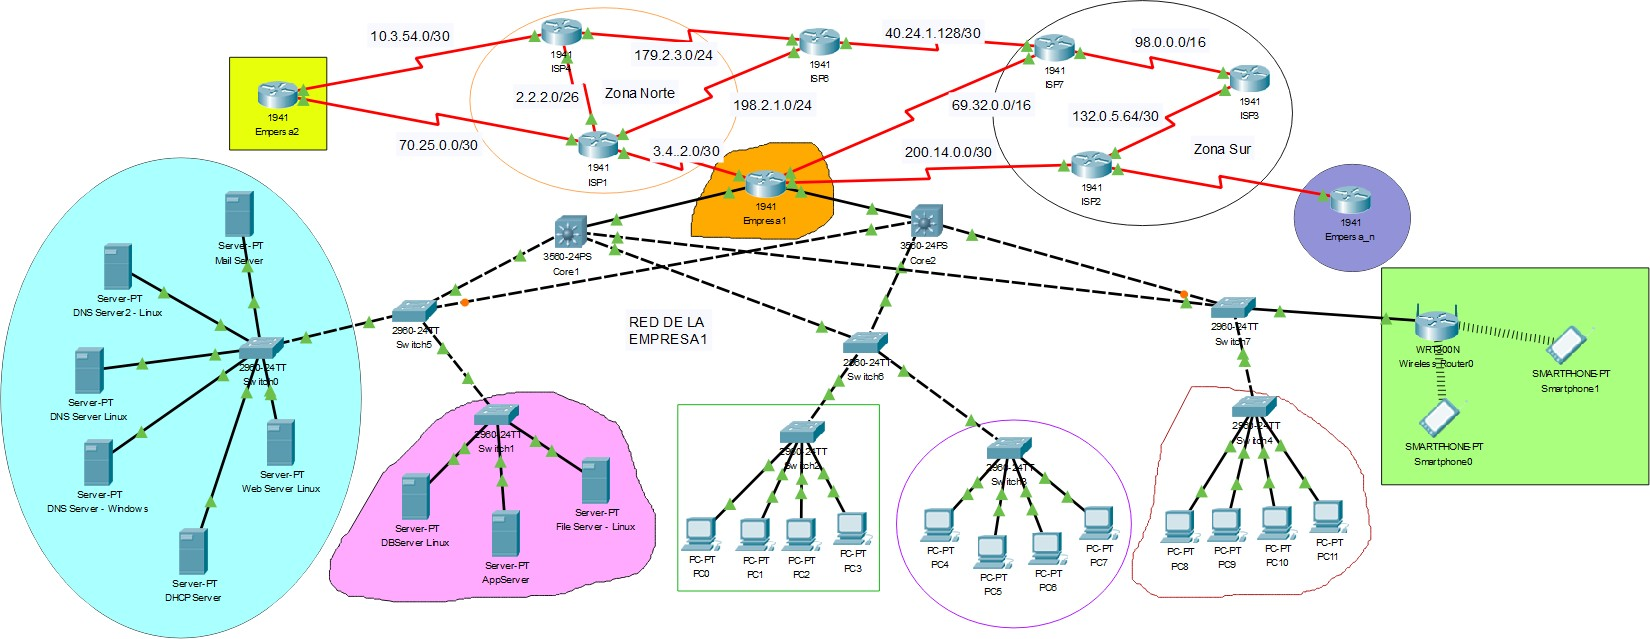 10.3.54.0/30
1941
ISP4
179.2.3.0/24
1941
ISP6
40.24.1.128/30
1941
ISP7
98.0.0.0/16
1941
ISP3
1941
Empersa2
2.2.2.0/26
Zona Norte
198.2.1.0/24
69.32.0.0/16
132.0.5.64/30
70.25.0.0/30
1941
ISP1
3.4..2.0/30
200.14.0.0/30
1941
ISP2
Zona Sur
1941
Empresa1
1941
Empersa_n
3560-24PS
Core1
3560-24PS
Core2
Server-PT
Mail Server
Server-PT
DNS Server2 - Linux
2960-24TT
Switch0
Server-PT
DNS Server Linux
Server-PT
DNS Server - Windows
Server-PT
Web Server Linux
Server-PT
DHCP Server
2960-24TT
Switch5
RED DE LA
EMPRESA1
2960-24TT
Switch6
2960-24TT
Switch7
WRT300N
Wireless Router0
SMARTPHONE-PT
Smartphone1
SMARTPHONE-PT
Smartphone0
2960-24TT
Switch1
Server-PT
DBServer Linux
Server-PT
AppServer
Server-PT
File Server - Linux
2960-24TT
Switch2
PC-PT
PC0
PC-PT
PC1
PC-PT
PC2
PC-PT
PC3
2960-24TT
Switch3
PC-PT
PC4
PC-PT
PC5
PC-PT
PC6
PC-PT
PC7
2960-24TT
Switch4
PC-PT
PC8
PC-PT
PC9
PC-PT
PC10
PC-PT
PC11